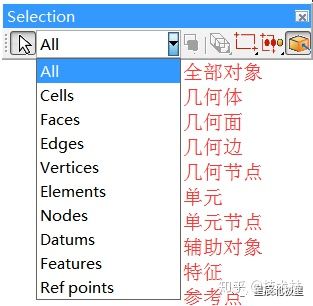 Selection
All
All 全部对象
Cells 几何体
Faces 几何面
Edges 几何边
Vertices 几何节点
Elements 单元
Nodes 单元节点
Datums 辅助对象
Features 特征
Ref points 参考点
知乎